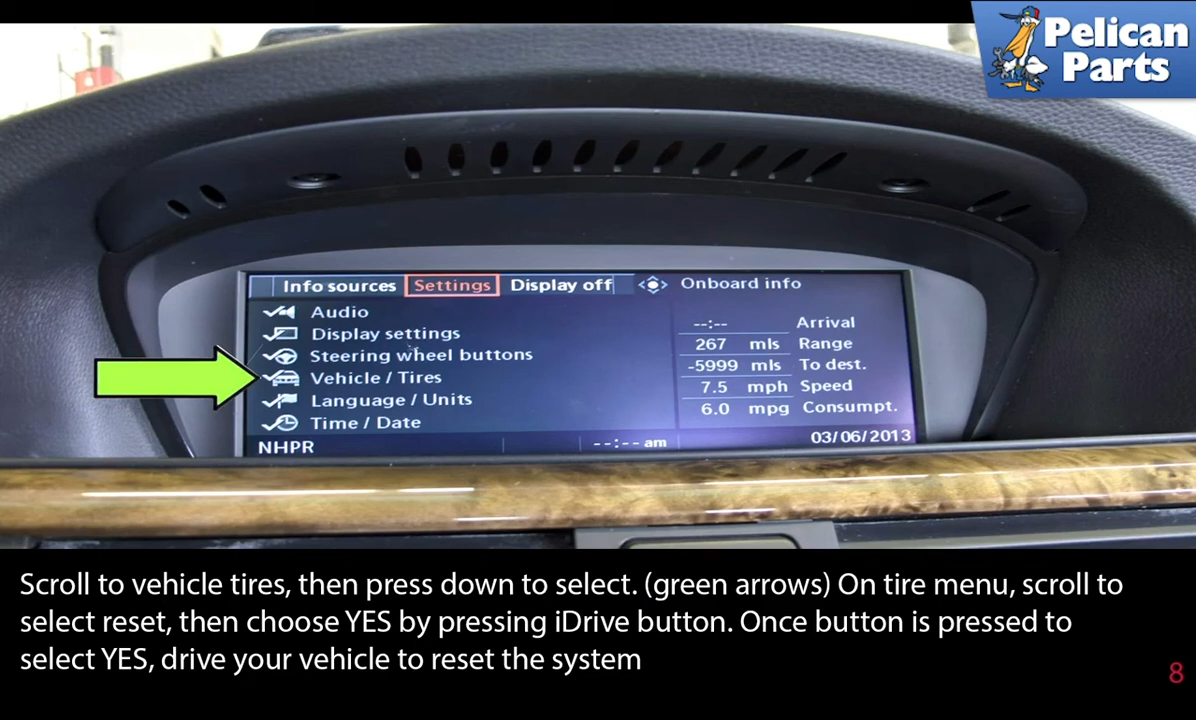 Pelican
Parts
Info sources Settings Display off Onboard info
Audio
Display settings
Steering wheel buttons
Vehicle / Tires
Language / Units
Time / Date
--:-- Arrival
267 mls Range
-5999 mls To dest.
7.5 mph Speed
6.0 mpg Consumpt.
NHPR --:-- am 03/06/2013
Scroll to vehicle tires, then press down to select. (green arrows) On tire menu, scroll to
select reset, then choose YES by pressing iDrive button. Once button is pressed to
select YES, drive your vehicle to reset the system
8